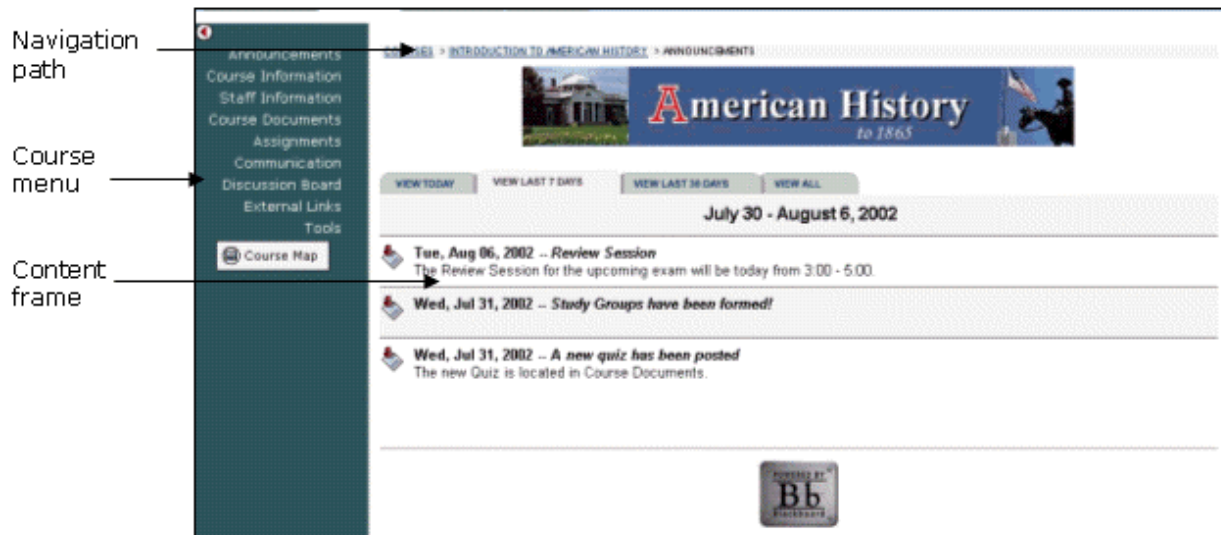 Navigation
path
COURSES > INTRODUCTION TO AMERICAN HISTORY > ANNOUNCEMENTS
American History
to 1865
Announcements
Course Information
Staff Information
Course Documents
Assignments
Communication
Discussion Board
External Links
Tools
Course Map
Course
menu
Content
frame
VIEW TODAY VIEW LAST 7 DAYS VIEW LAST 30 DAYS VIEW ALL
July 30 - August 6, 2002
Tue, Aug 06, 2002 -- Review Session
The Review Session for the upcoming exam will be today from 3:00 - 5:00.
Wed, Jul 31, 2002 -- Study Groups have been formed!
Wed, Jul 31, 2002 -- A new quiz has been posted
The new Quiz is located in Course Documents.
POWERED BY
Bb
Blackboard